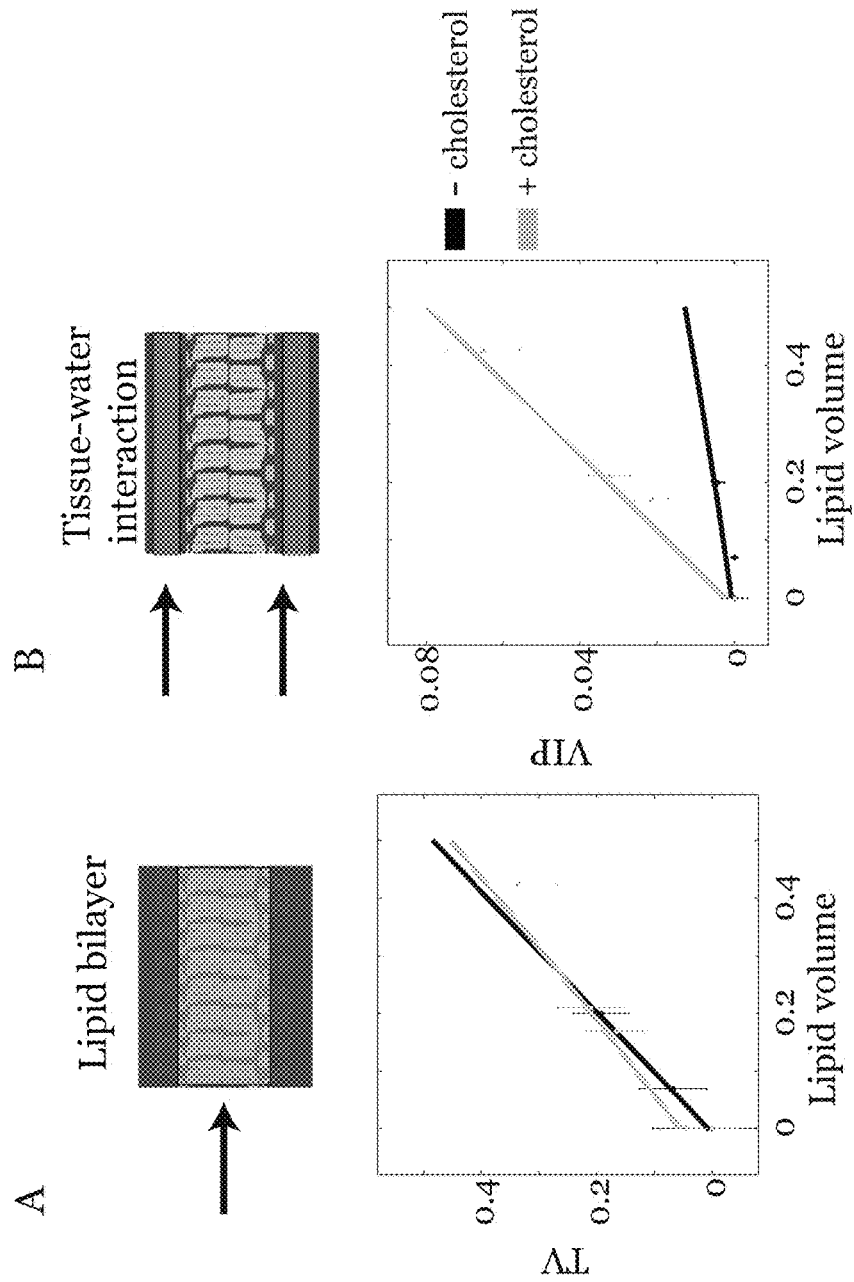 A
Lipid bilayer
TV
0.4
0.2
0
0
0.2
0.4
Lipid volume
B
Tissue-water
interaction
VIP
0.08
0.04
0
0
0.2
0.4
Lipid volume
- cholesterol
+ cholesterol